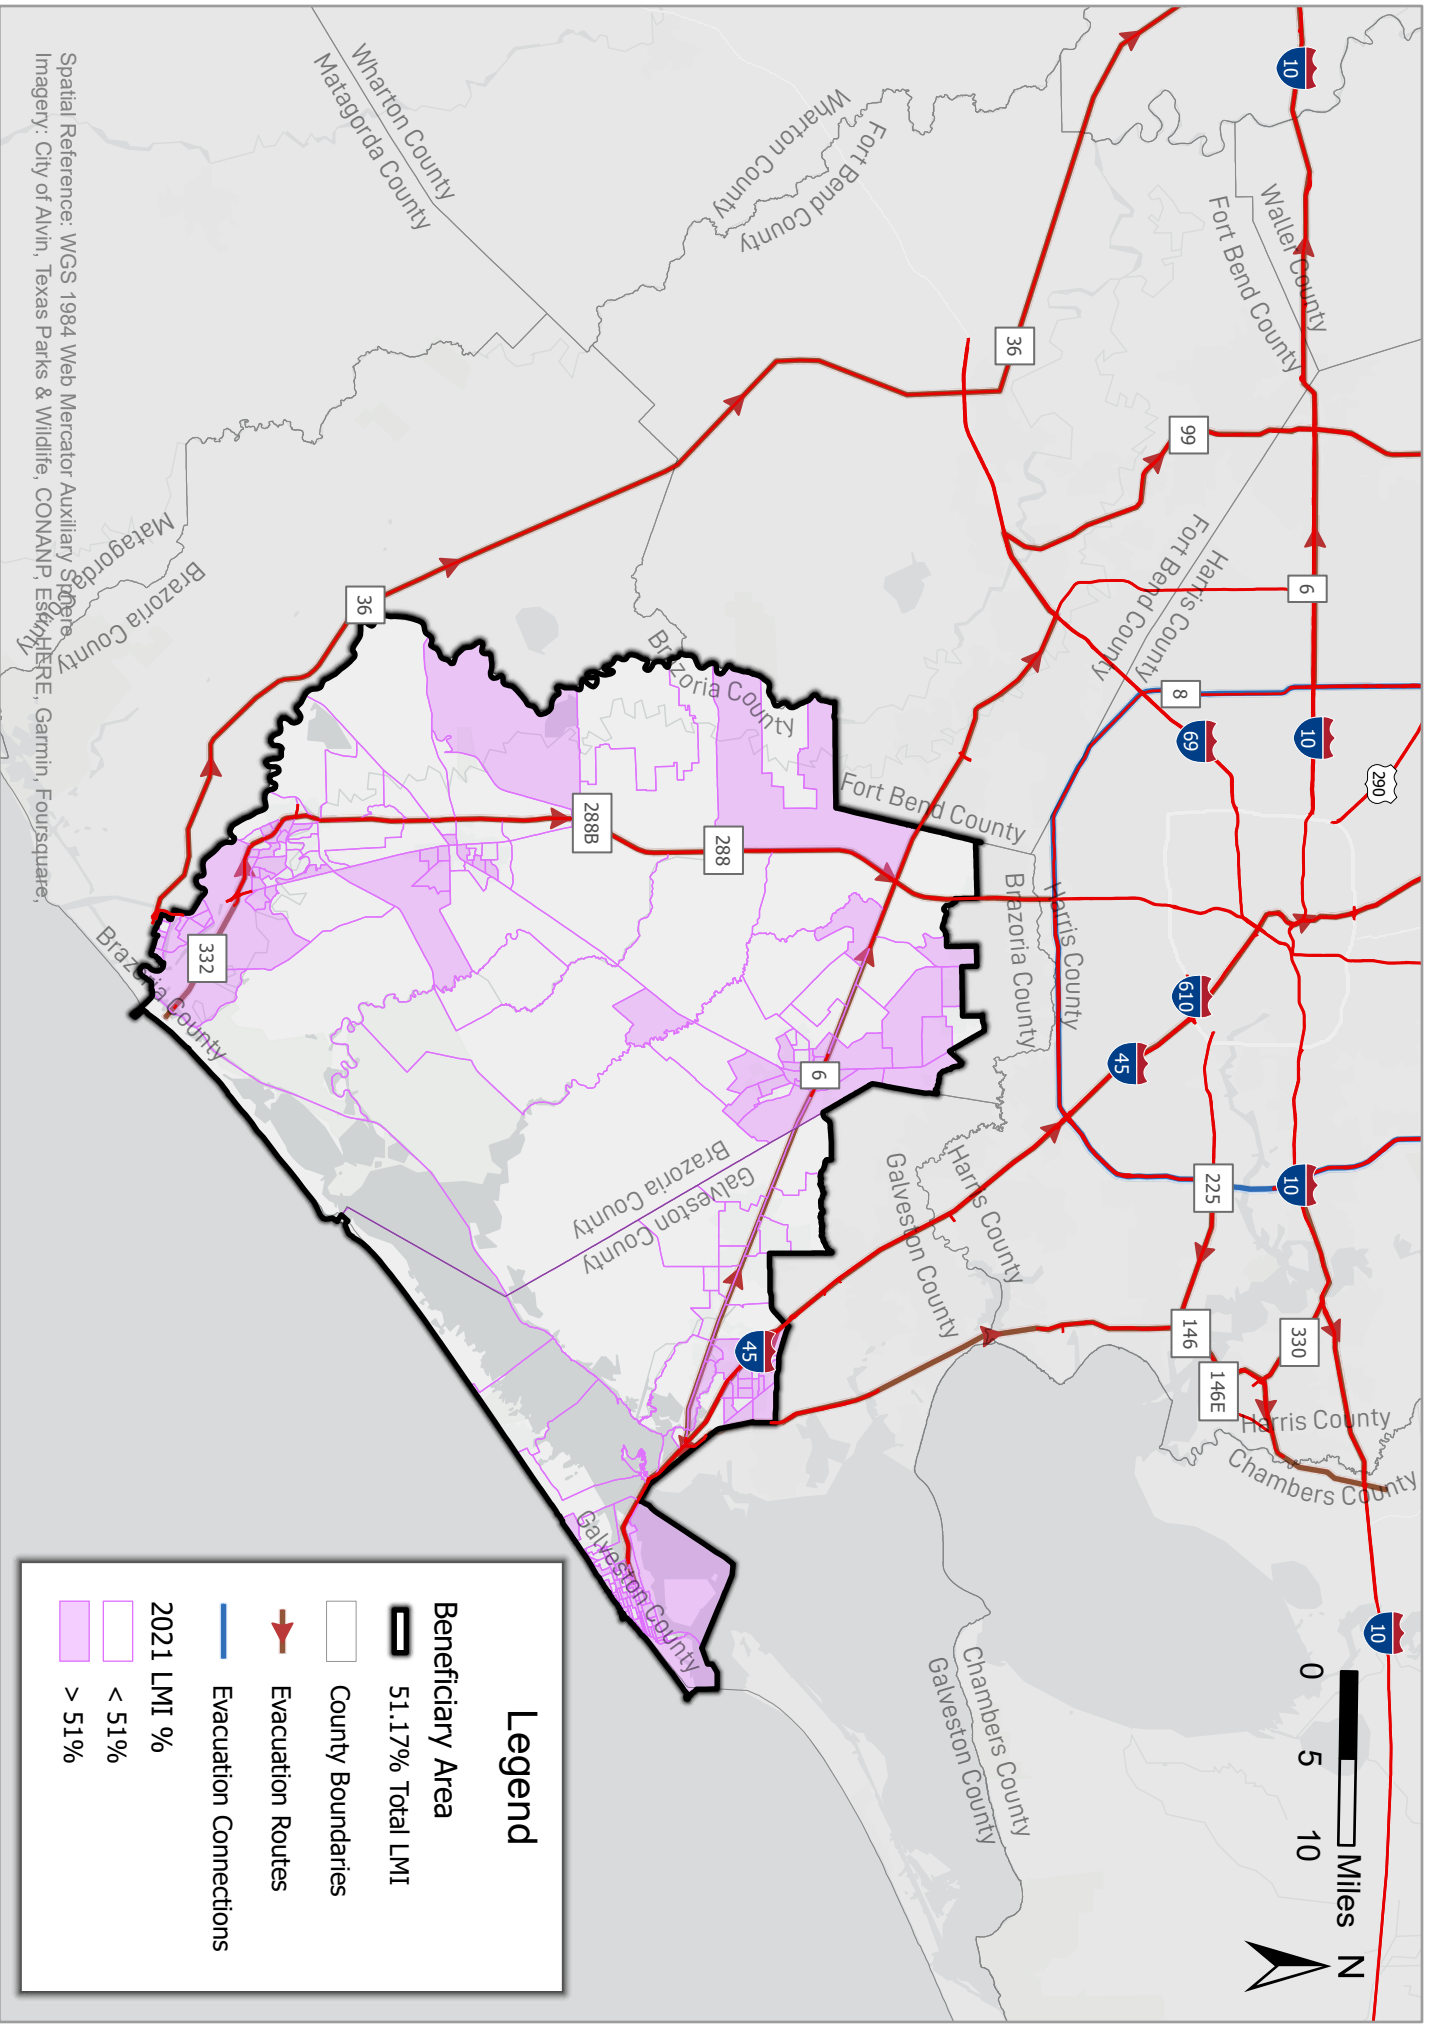 10
Waller County
Fort Bend County
36
99
6
10
8
69
290
Harris County
Fort Bend County
Wharton County
Fort Bend County
Wharton County
Matagorda County
Brazoria County
Fort Bend County
Brazoria County
Harris County
610
45
225
10
146
330
146E
Harris County
Chambers County
10
0
5
10
Miles
N
Harris County
Galveston County
Chambers County
Galveston County
288
288B
6
Brazoria County
Galveston County
45
Galveston County
36
332
Brazoria County
Matagorda
Brazoria County
Legend
Beneficiary Area
51.17% Total LMI
County Boundaries
Evacuation Routes
Evacuation Connections
2021 LMI %
< 51%
> 51%
Spatial Reference: WGS 1984 Web Mercator Auxiliary Sphere
Imagery: City of Alvin, Texas Parks & Wildlife, CONANP, Esri, HERE, Garmin, Foursquare,